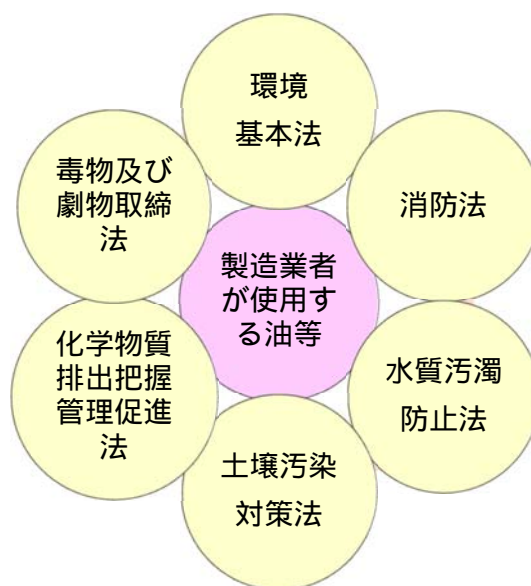 環境
基本法
消防法
水質汚濁
防止法
土壌汚染
対策法
化学物質
排出把握
管理促進
法
毒物及び
劇物取締
法
製造業者
が使用す
る油等